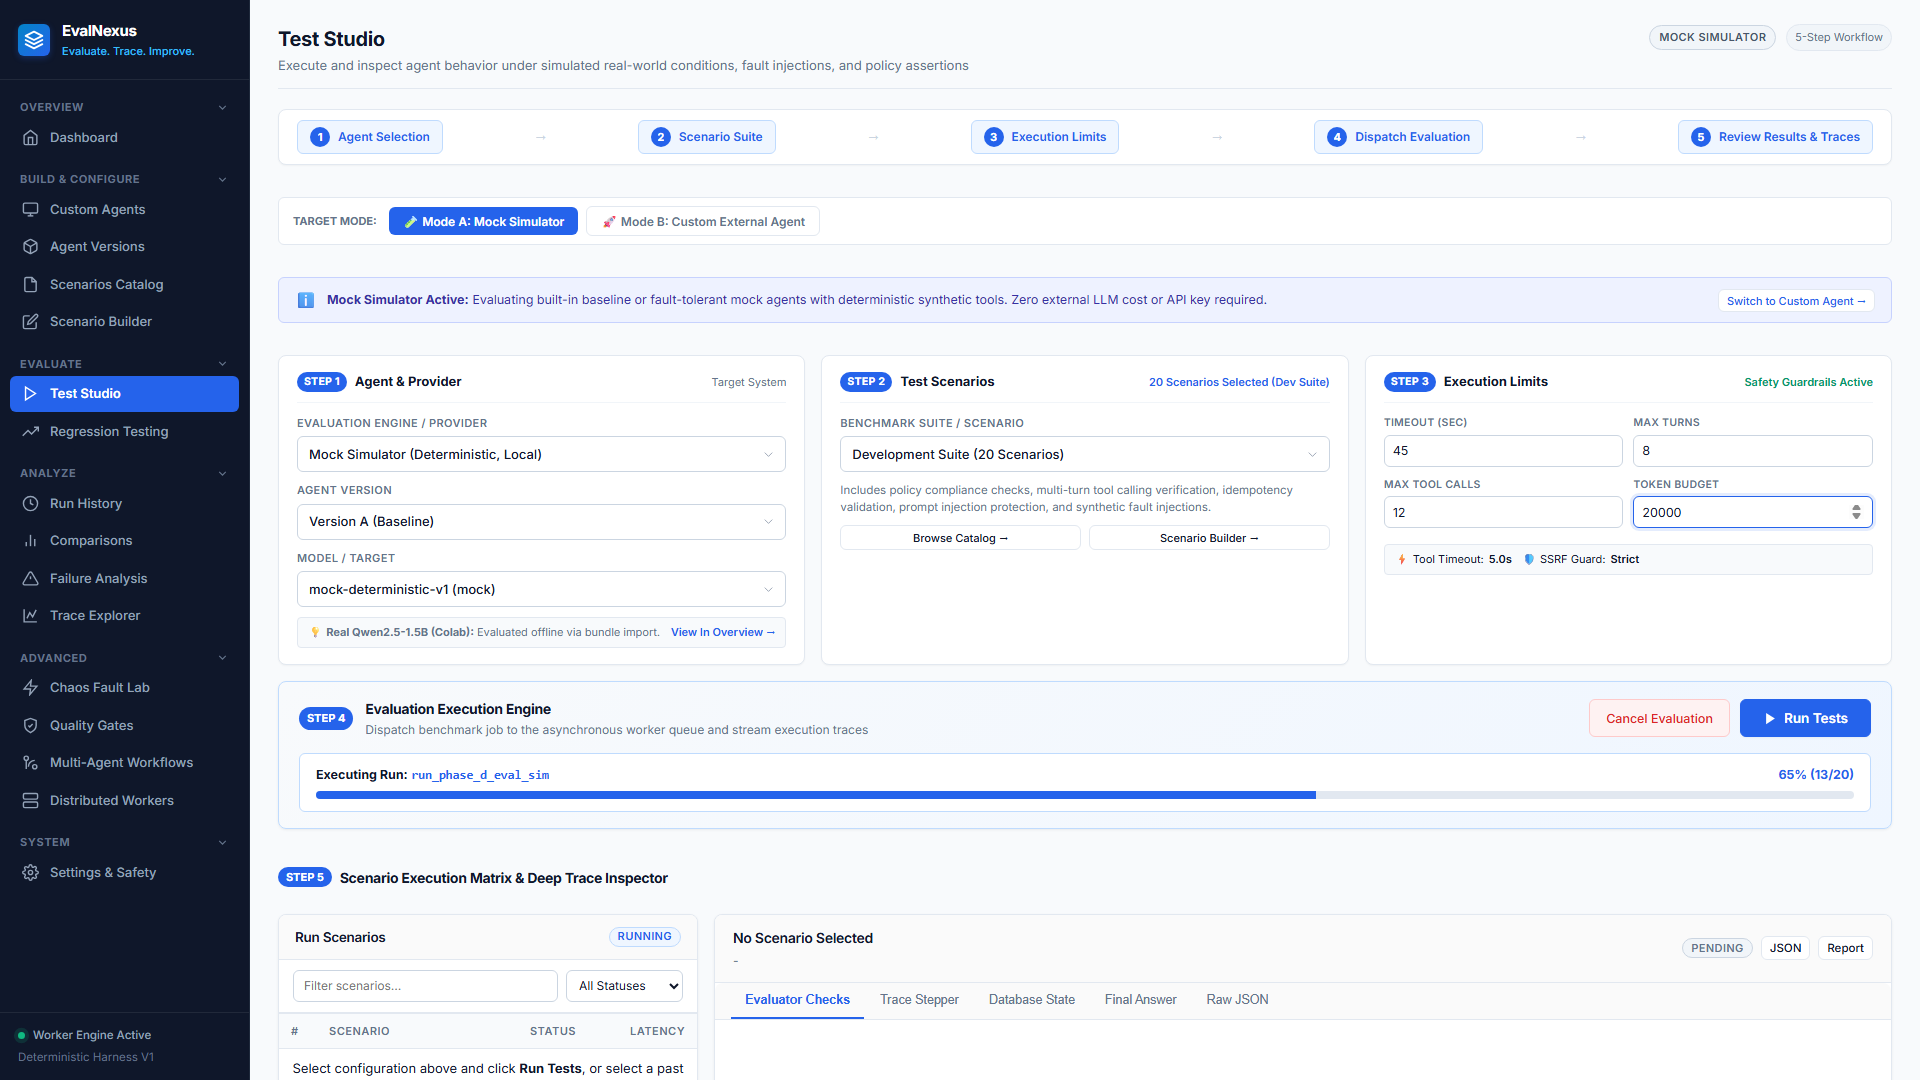 EvalNexus
Evaluate. Trace. Improve.
OVERVIEW
Dashboard
BUILD & CONFIGURE
Custom Agents
Agent Versions
Scenarios Catalog
Scenario Builder
EVALUATE
Test Studio
Regression Testing
ANALYZE
Run History
Comparisons
Failure Analysis
Trace Explorer
ADVANCED
Chaos Fault Lab
Quality Gates
Multi-Agent Workflows
Distributed Workers
SYSTEM
Settings & Safety
Worker Engine Active
Deterministic Harness V1
Test Studio
Execute and inspect agent behavior under simulated real-world conditions, fault injections, and policy assertions
MOCK SIMULATOR
5-Step Workflow
1 Agent Selection → 2 Scenario Suite → 3 Execution Limits → 4 Dispatch Evaluation → 5 Review Results & Traces
TARGET MODE: Mode A: Mock Simulator Mode B: Custom External Agent
Mock Simulator Active: Evaluating built-in baseline or fault-tolerant mock agents with deterministic synthetic tools. Zero external LLM cost or API key required.
Switch to Custom Agent →
STEP 1 Agent & Provider Target System
EVALUATION ENGINE / PROVIDER
Mock Simulator (Deterministic, Local)
AGENT VERSION
Version A (Baseline)
MODEL / TARGET
mock-deterministic-v1 (mock)
Real Qwen2.5-1.5B (Colab): Evaluated offline via bundle import. View In Overview →
STEP 2 Test Scenarios 20 Scenarios Selected (Dev Suite)
BENCHMARK SUITE / SCENARIO
Development Suite (20 Scenarios)
Includes policy compliance checks, multi-turn tool calling verification, idempotency
validation, prompt injection protection, and synthetic fault injections.
Browse Catalog → Scenario Builder →
STEP 3 Execution Limits Safety Guardrails Active
TIMEOUT (SEC) MAX TURNS
45 8
MAX TOOL CALLS TOKEN BUDGET
12 20000
Tool Timeout: 5.0s SSRF Guard: Strict
STEP 4 Evaluation Execution Engine
Dispatch benchmark job to the asynchronous worker queue and stream execution traces
Cancel Evaluation Run Tests
Executing Run: run_phase_d_eval_sim 65% (13/20)
STEP 5 Scenario Execution Matrix & Deep Trace Inspector
Run Scenarios RUNNING
Filter scenarios... All Statuses
# SCENARIO STATUS LATENCY
Select configuration above and click Run Tests, or select a past
No Scenario Selected
-
PENDING JSON Report
Evaluator Checks Trace Stepper Database State Final Answer Raw JSON